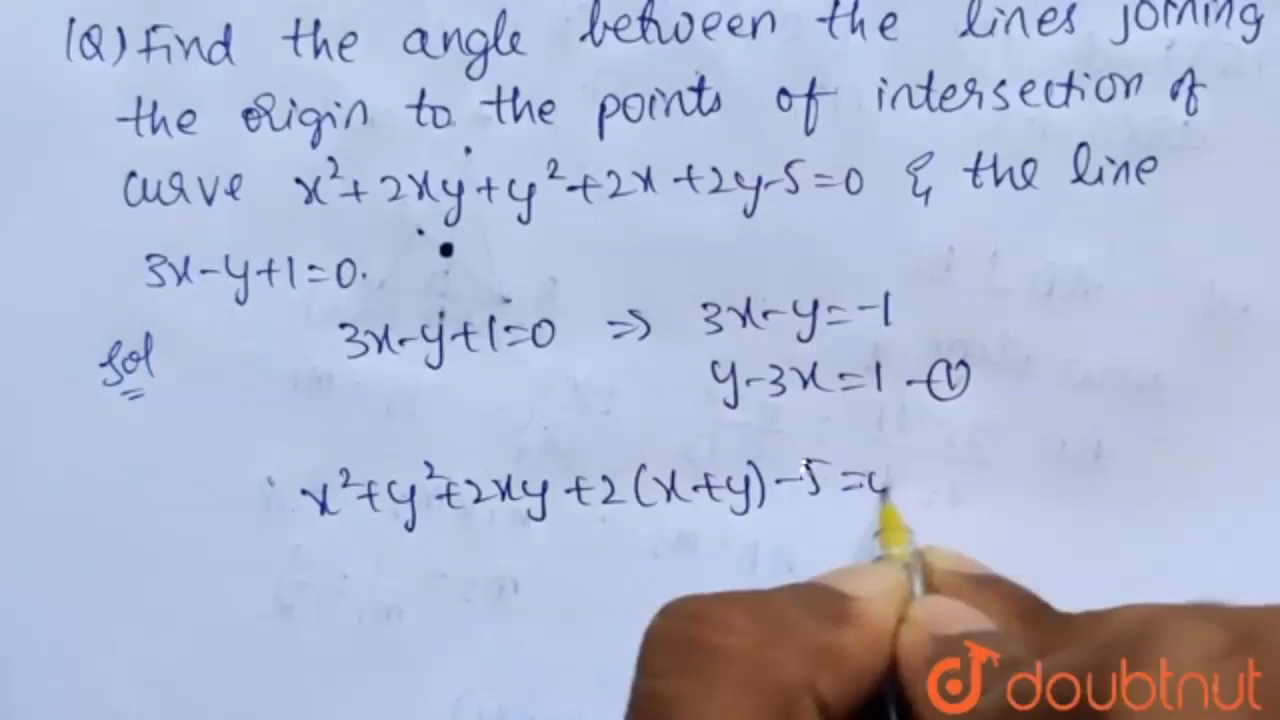 (Q) Find the angle between the lines joining
the origin to the points of intersection of
curve x²+2xy+y²+2x+2y-5=0 & the line
3x-y+1=0.
Sol 3x-y+1=0 ⇒ 3x-y=-1
y-3x=1 -(1)
x²+y²+2xy+2(x+y)-5=
doubtnut